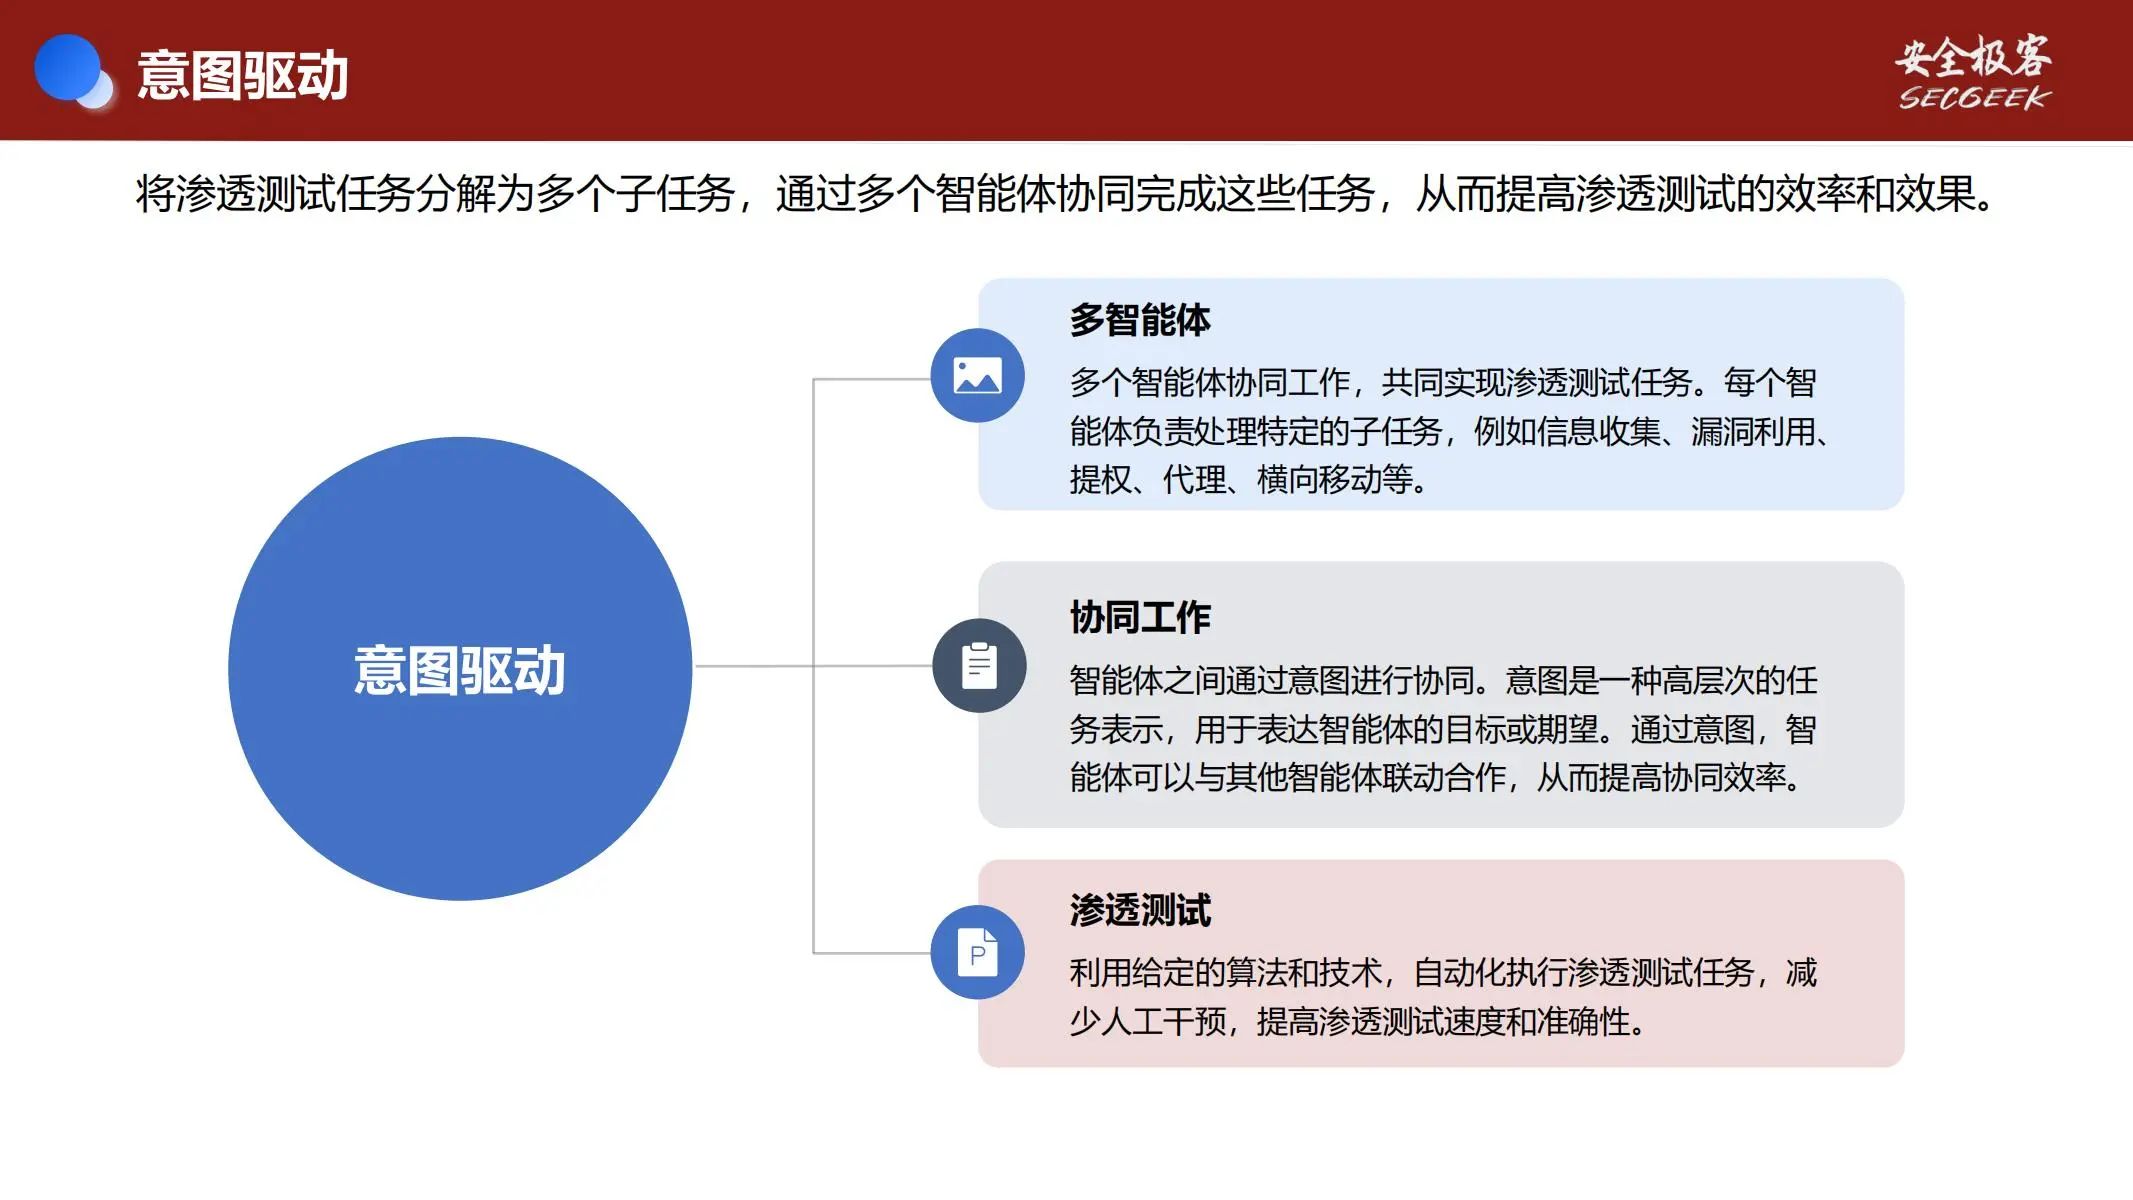 意图驱动
安全极客
SECGEEK
将渗透测试任务分解为多个子任务，通过多个智能体协同完成这些任务，从而提高渗透测试的效率和效果。
意图驱动
多智能体
多个智能体协同工作，共同实现渗透测试任务。每个智
能体负责处理特定的子任务，例如信息收集、漏洞利用、
提权、代理、横向移动等。
协同工作
智能体之间通过意图进行协同。意图是一种高层次的任
务表示，用于表达智能体的目标或期望。通过意图，智
能体可以与其他智能体联动合作，从而提高协同效率。
渗透测试
P
利用给定的算法和技术，自动化执行渗透测试任务，减
少人工干预，提高渗透测试速度和准确性。